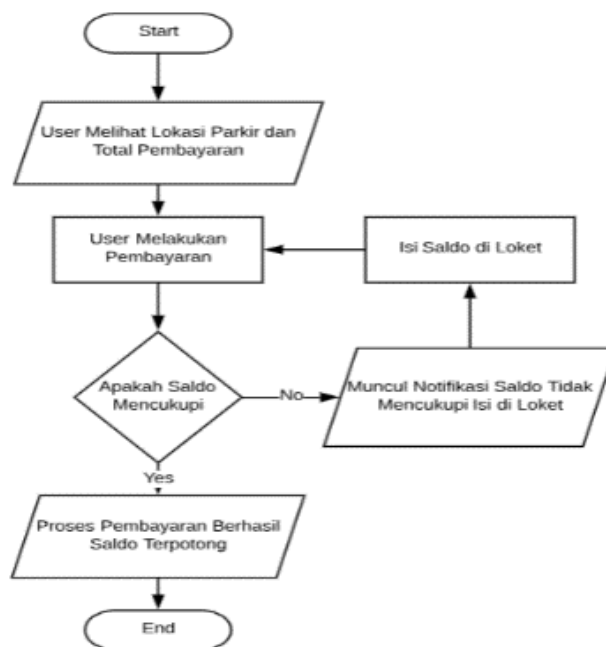 Start
User Melihat Lokasi Parkir dan
Total Pembayaran
User Melakukan
Pembayaran
Isi Saldo di Loket
Apakah Saldo
Mencukupi
No
Muncul Notifikasi Saldo Tidak
Mencukupi Isi di Loket
Yes
Proses Pembayaran Berhasil
Saldo Terpotong
End